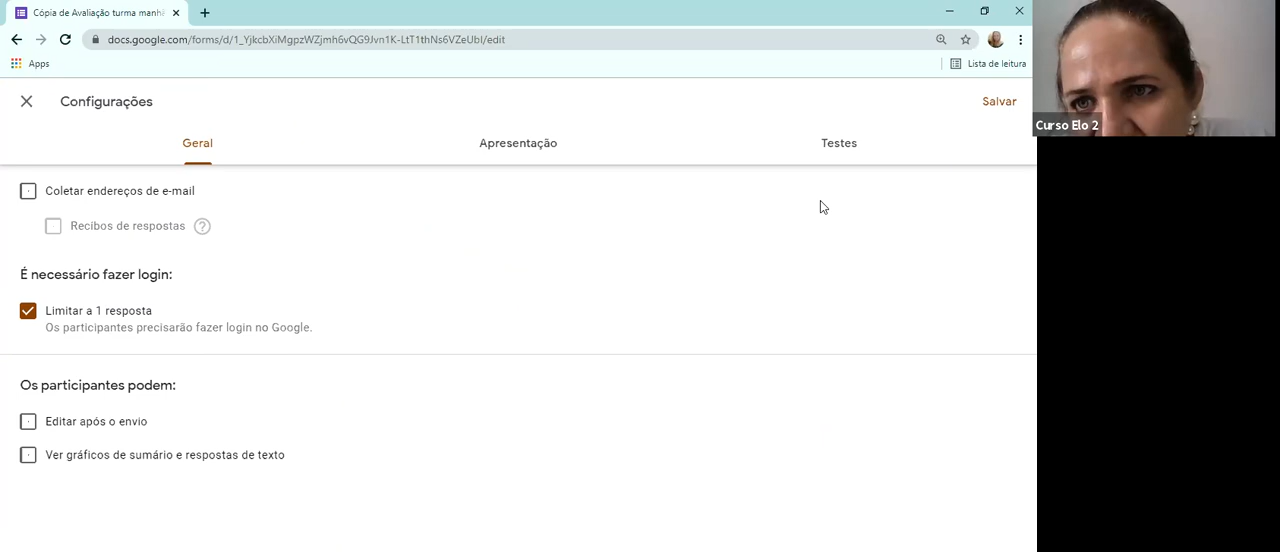 Cópia de Avaliação turma manhã
docs.google.com/forms/d/1_YjkcbXiMgpzWZjmh6vQG9Jvn1K-LtT1thNs6VZeUbI/edit
Apps
Lista de leitura
Configurações
Salvar
Geral
Apresentação
Testes
Coletar endereços de e-mail
Recibos de respostas ?
É necessário fazer login:
Limitar a 1 resposta
Os participantes precisarão fazer login no Google.
Os participantes podem:
Editar após o envio
Ver gráficos de sumário e respostas de texto
Curso Elo 2